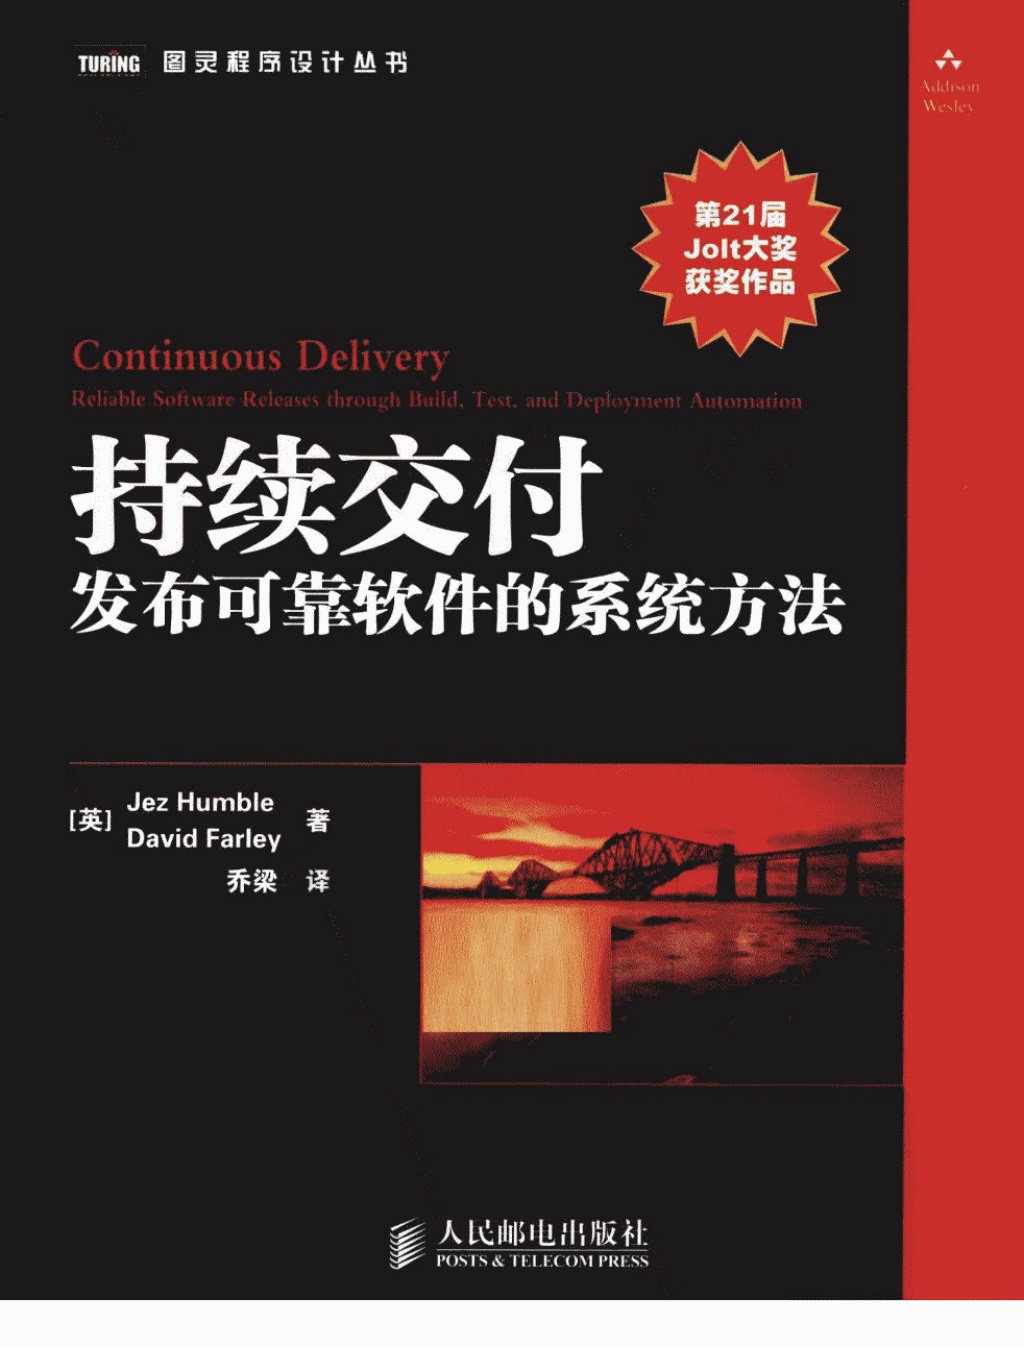 TURING 图灵程序设计丛书
Addison
Wesley
第21届
Jolt大奖
获奖作品
Continuous Delivery
Reliable Software Releases through Build, Test, and Deployment Automation
持续交付
发布可靠软件的系统方法
[英] Jez Humble
David Farley 著
乔梁 译
人民邮电出版社
POSTS & TELECOM PRESS